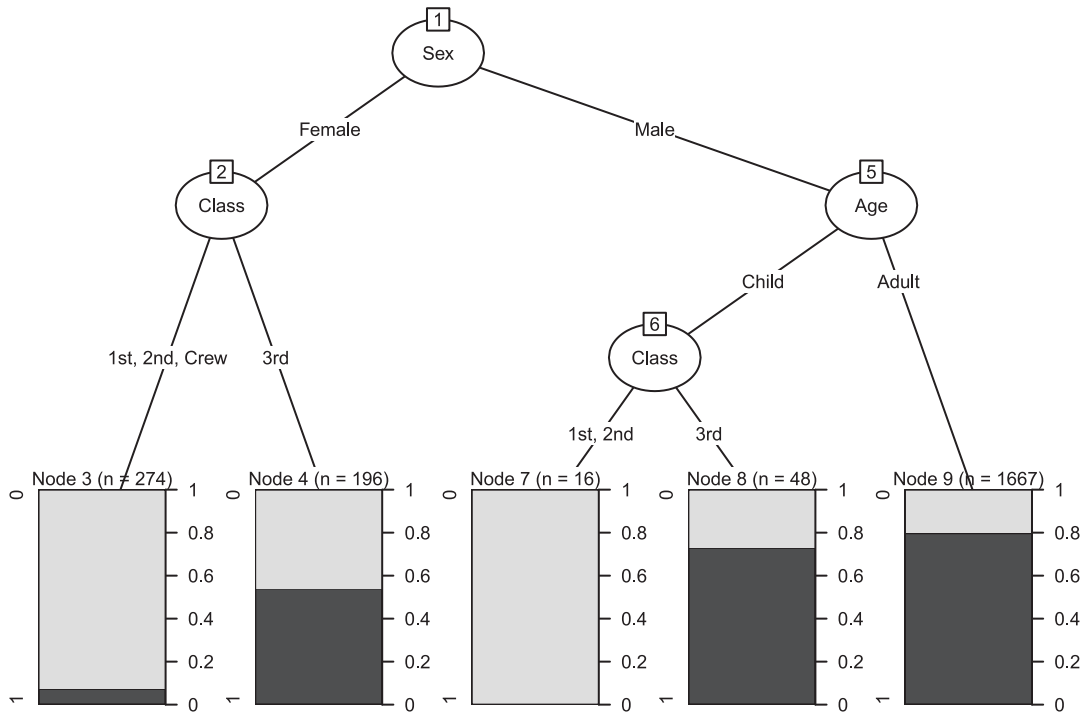 1
Sex
Female
Male
2
Class
5
Age
Child
Adult
6
Class
1st, 2nd, Crew
3rd
1st, 2nd
3rd
Node 3 (n = 274)
0
1
1
0.8
0.6
0.4
0.2
0
Node 4 (n = 196)
0
1
1
0.8
0.6
0.4
0.2
0
Node 7 (n = 16)
0
1
1
0.8
0.6
0.4
0.2
0
Node 8 (n = 48)
0
1
1
0.8
0.6
0.4
0.2
0
Node 9 (n = 1667)
0
1
1
0.8
0.6
0.4
0.2
0